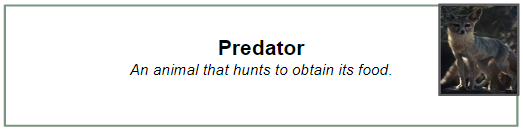 Predator
An animal that hunts to obtain its food.